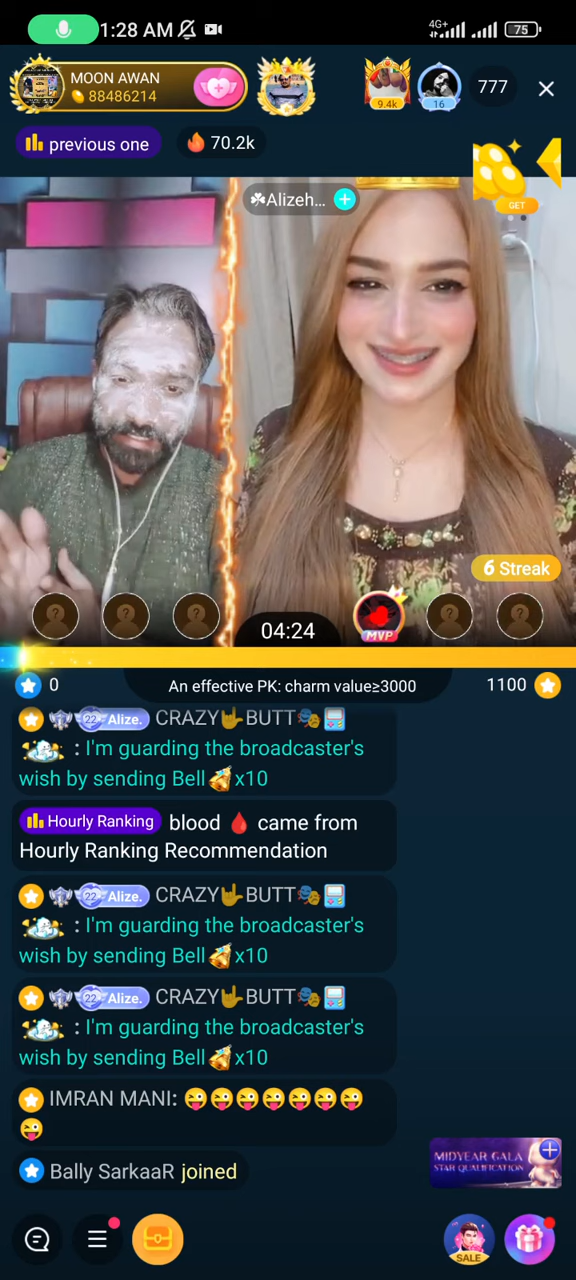 1:28 AM
4G+
75
MOON AWAN
88486214
9.4k
16
777
previous one
🔥 70.2k
GET
☘Alizeh...
6 Streak
04:24
MVP
0
An effective PK: charm value≥3000
1100
22 Alize. CRAZY🤟BUTT🎭
: I'm guarding the broadcaster's
wish by sending Bell x10
Hourly Ranking blood 🩸 came from
Hourly Ranking Recommendation
22 Alize. CRAZY🤟BUTT🎭
: I'm guarding the broadcaster's
wish by sending Bell x10
22 Alize. CRAZY🤟BUTT🎭
: I'm guarding the broadcaster's
wish by sending Bell x10
IMRAN MANI: 😜😜😜😜😜😜😜
😜
Bally SarkaaR joined
MIDYEAR GALA
STAR QUALIFICATION
SALE